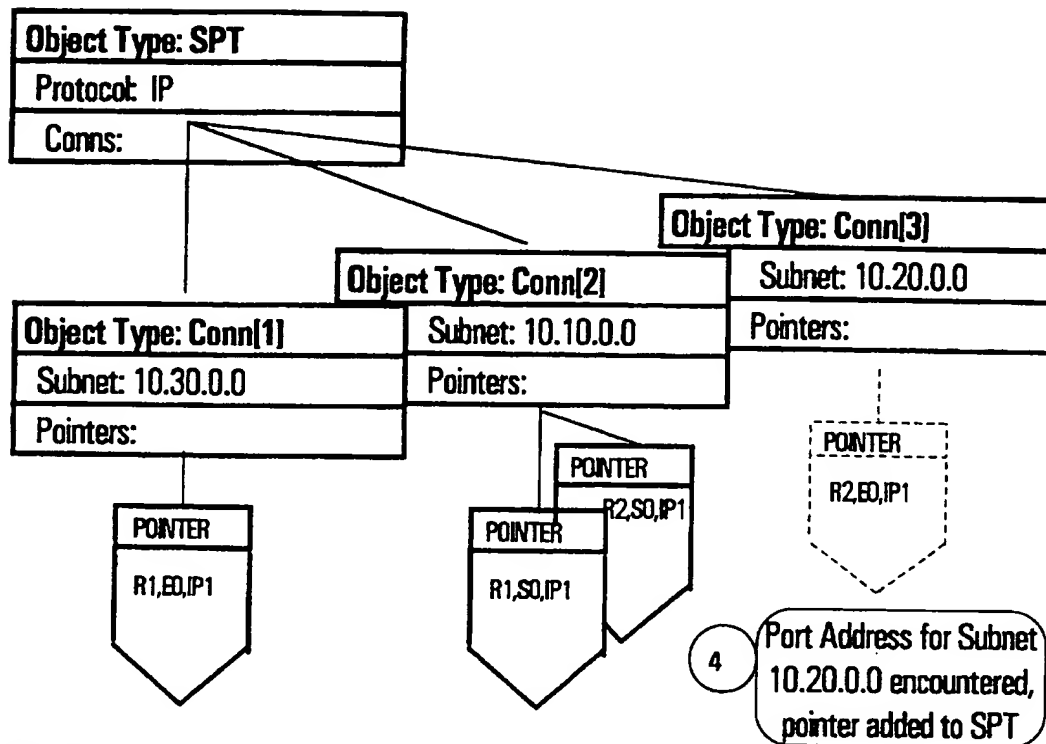 Object Type: SPT
Protocol: IP
Conns:
Object Type: Conn[3]
Subnet: 10.20.0.0
Pointers:
Object Type: Conn[2]
Subnet: 10.10.0.0
Pointers:
Object Type: Conn[1]
Subnet: 10.30.0.0
Pointers:
POINTER
R1,E0,IP1
POINTER
R1,S0,IP1
POINTER
R2,S0,IP1
POINTER
R2,E0,IP1
4
Port Address for Subnet
10.20.0.0 encountered,
pointer added to SPT